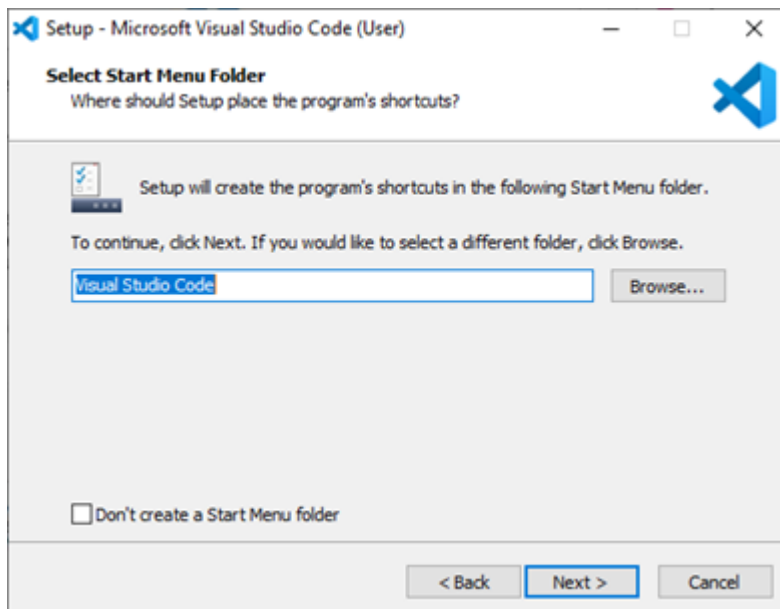 Setup - Microsoft Visual Studio Code (User)
Select Start Menu Folder
Where should Setup place the program's shortcuts?
Setup will create the program's shortcuts in the following Start Menu folder.
To continue, click Next. If you would like to select a different folder, click Browse.
Visual Studio Code
Browse...
Don't create a Start Menu folder
< Back
Next >
Cancel